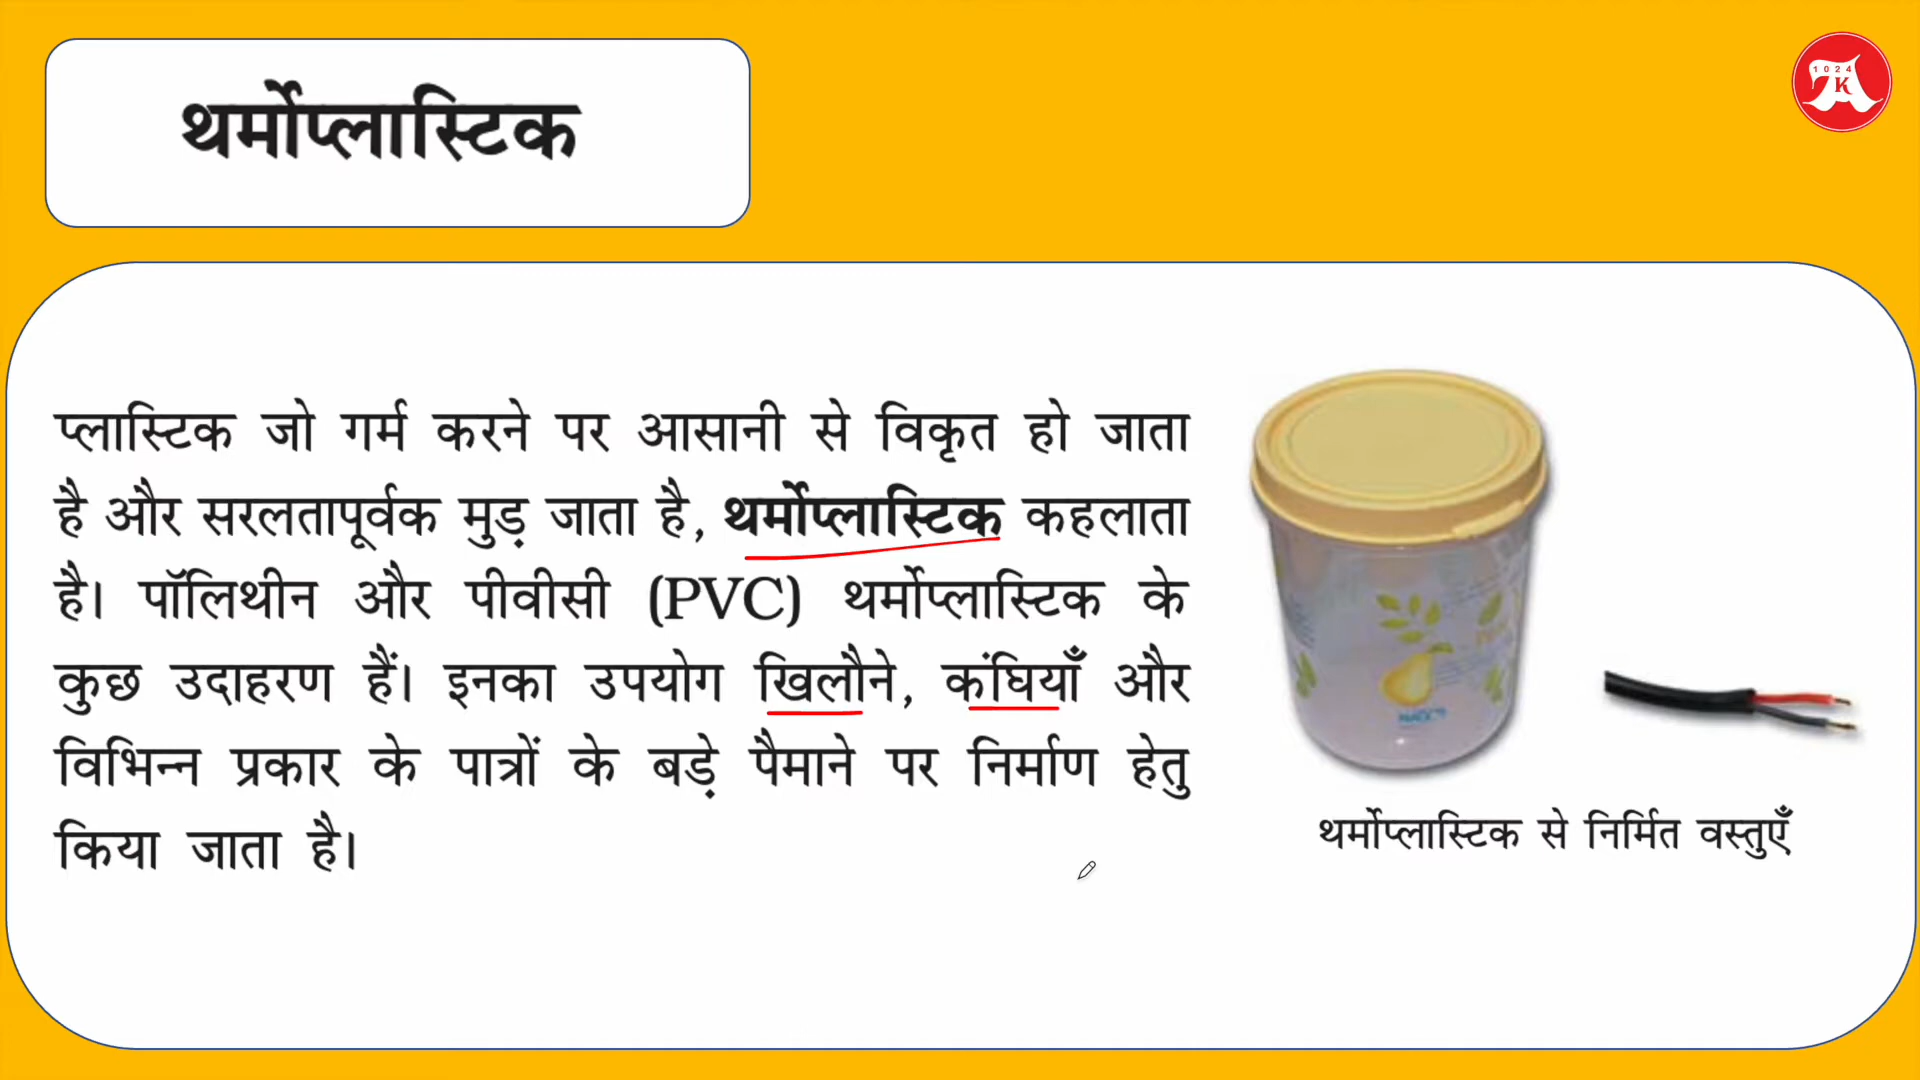 थर्मोप्लास्टिक
1024
K
प्लास्टिक जो गर्म करने पर आसानी से विकृत हो जाता
है और सरलतापूर्वक मुड़ जाता है, थर्मोप्लास्टिक कहलाता
है। पॉलिथीन और पीवीसी (PVC) थर्मोप्लास्टिक के
कुछ उदाहरण हैं। इनका उपयोग खिलौने, कंघियाँ और
विभिन्न प्रकार के पात्रों के बड़े पैमाने पर निर्माण हेतु
किया जाता है।
थर्मोप्लास्टिक से निर्मित वस्तुएँ